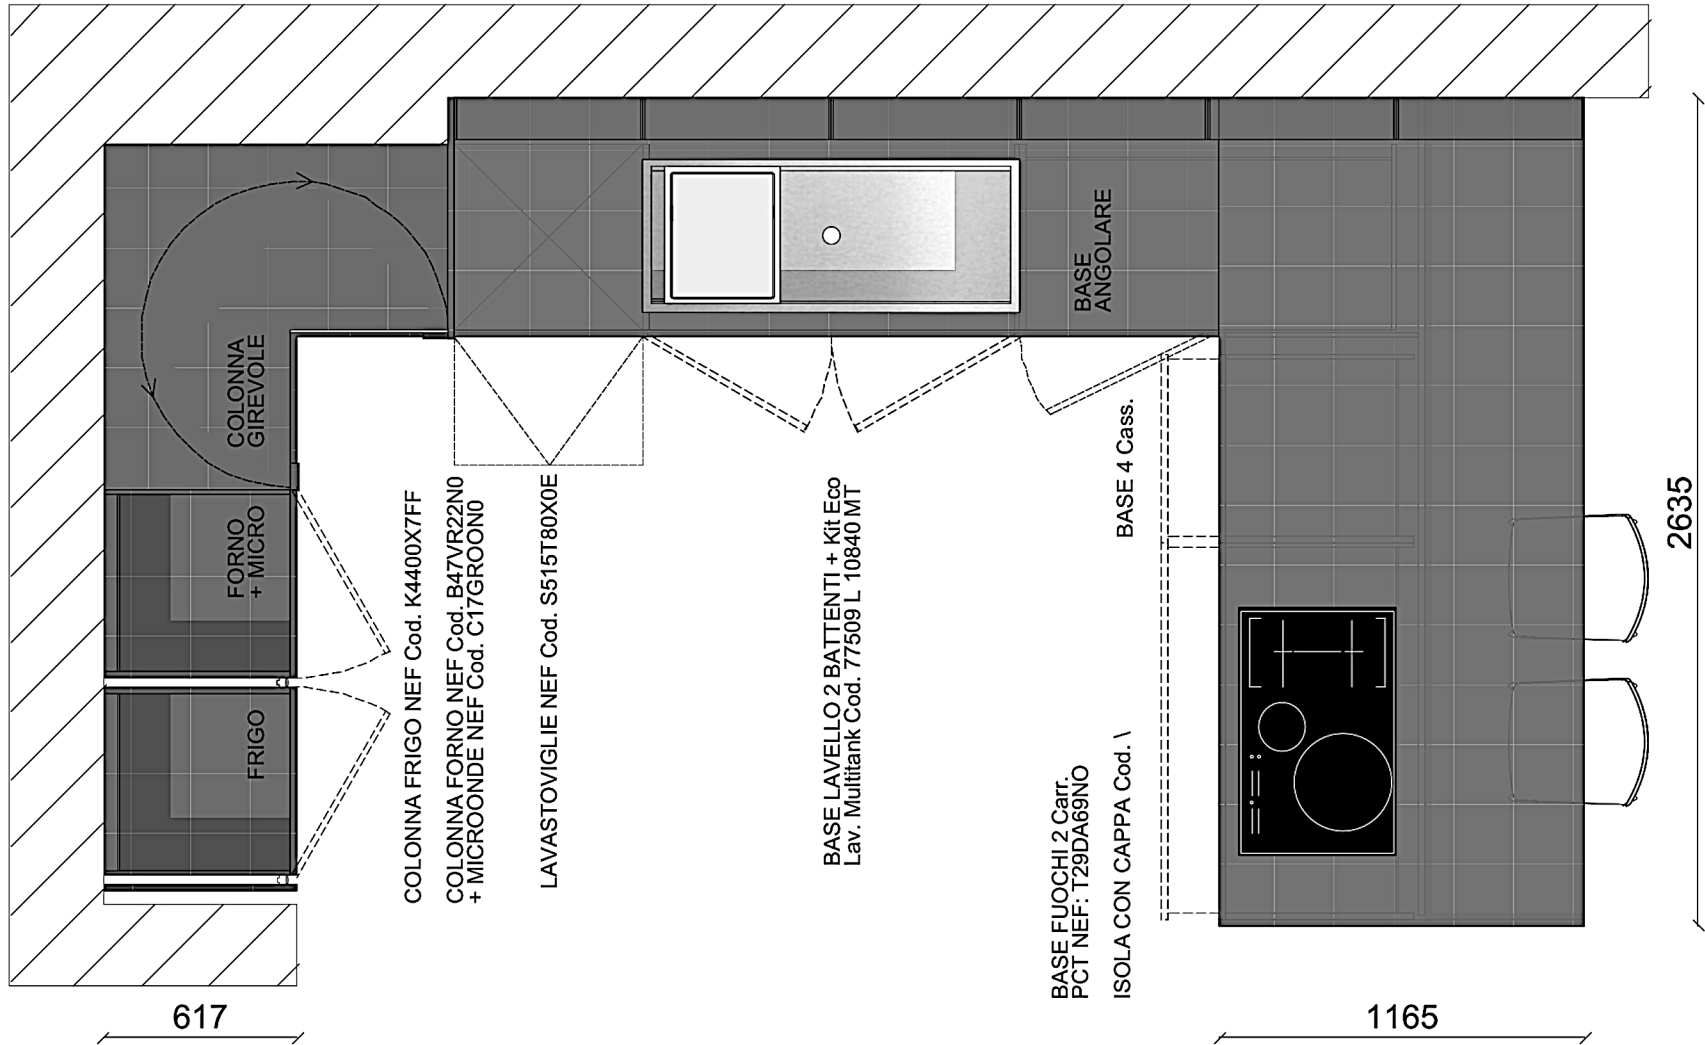 COLONNA
GIREVOLE
FORNO
+ MICRO
FRIGO
COLONNA FRIGO NEF Cod. K4400X7FF
COLONNA FORNO NEF Cod. B47VR22N0
+ MICROONDE NEF Cod. C17GROON0
LAVASTOVIGLIE NEF Cod. S515T80X0E
BASE LAVELLO 2 BATTENTI + Kit Eco
Lav. Multitank Cod. 77509 L 10840 MT
BASE
ANGOLARE
BASE 4 Cass.
BASE FUOCHI 2 Carr.
PCT NEF: T29DA69NO
ISOLA CON CAPPA Cod. \
2635
617
1165